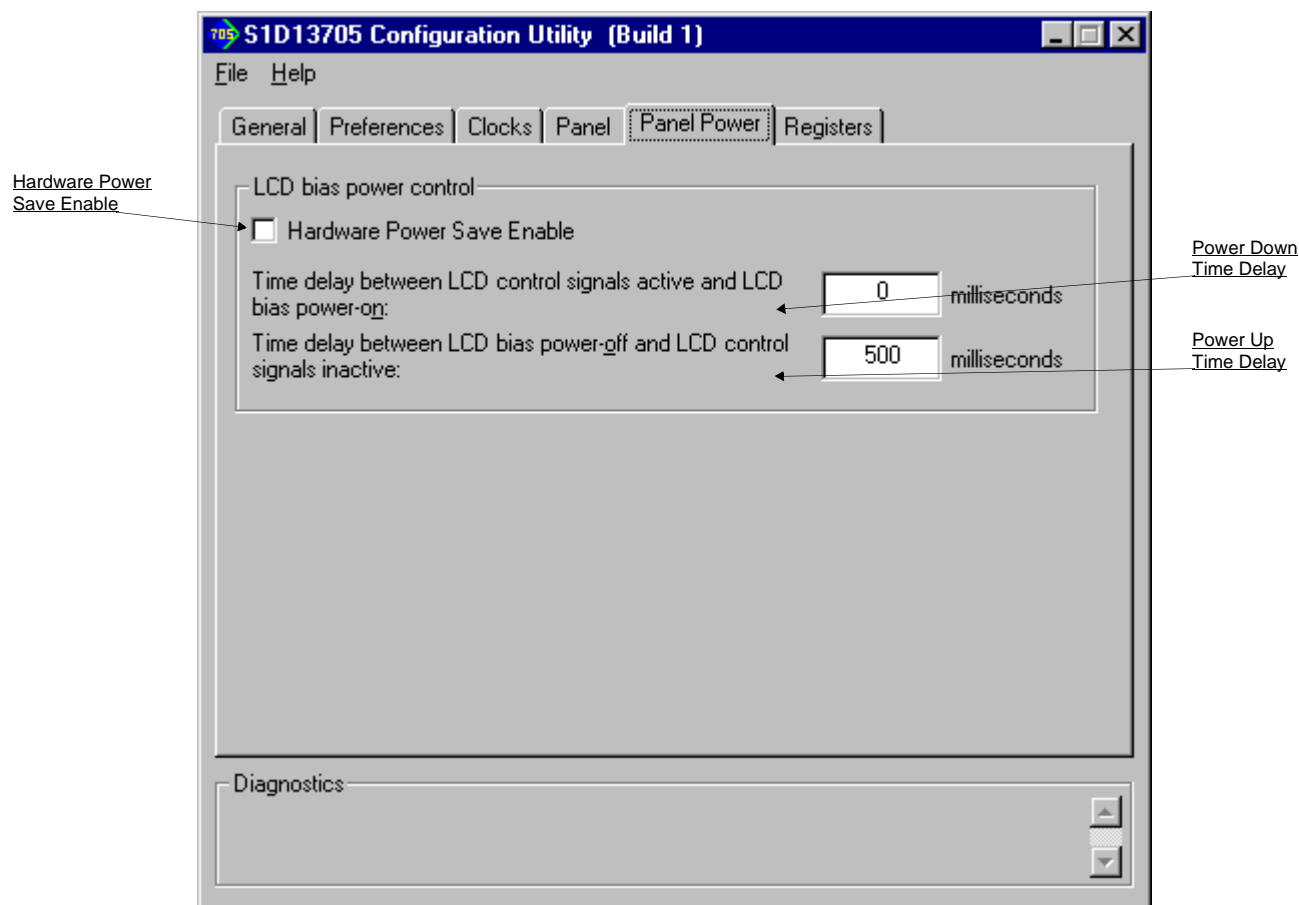 705 S1D13705 Configuration Utility (Build 1)
File Help
General Preferences Clocks Panel Panel Power Registers
Hardware Power
Save Enable
LCD bias power control
Hardware Power Save Enable
Time delay between LCD control signals active and LCD
bias power-on:
0 milliseconds
Power Down
Time Delay
Time delay between LCD bias power-off and LCD control
signals inactive:
500 milliseconds
Power Up
Time Delay
Diagnostics